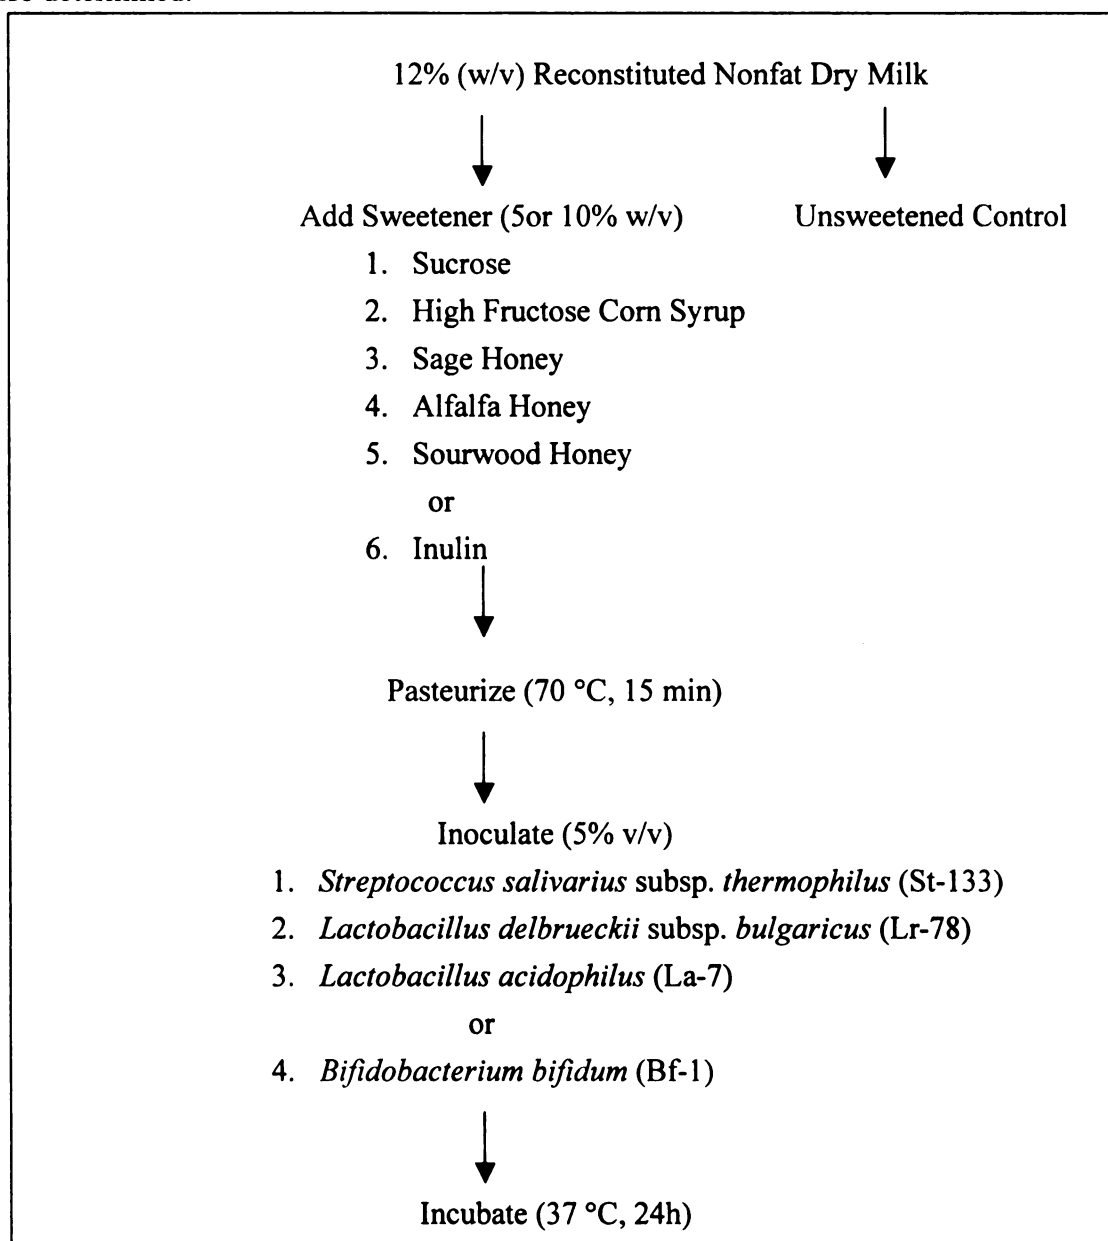 12% (w/v) Reconstituted Nonfat Dry Milk
Add Sweetener (5or 10% w/v) Unsweetened Control
1. Sucrose
2. High Fructose Corn Syrup
3. Sage Honey
4. Alfalfa Honey
5. Sourwood Honey
or
6. Inulin
Pasteurize (70 °C, 15 min)
Inoculate (5% v/v)
1. Streptococcus salivarius subsp. thermophilus (St-133)
2. Lactobacillus delbrueckii subsp. bulgaricus (Lr-78)
3. Lactobacillus acidophilus (La-7)
or
4. Bifidobacterium bifidum (Bf-1)
Incubate (37 °C, 24h)